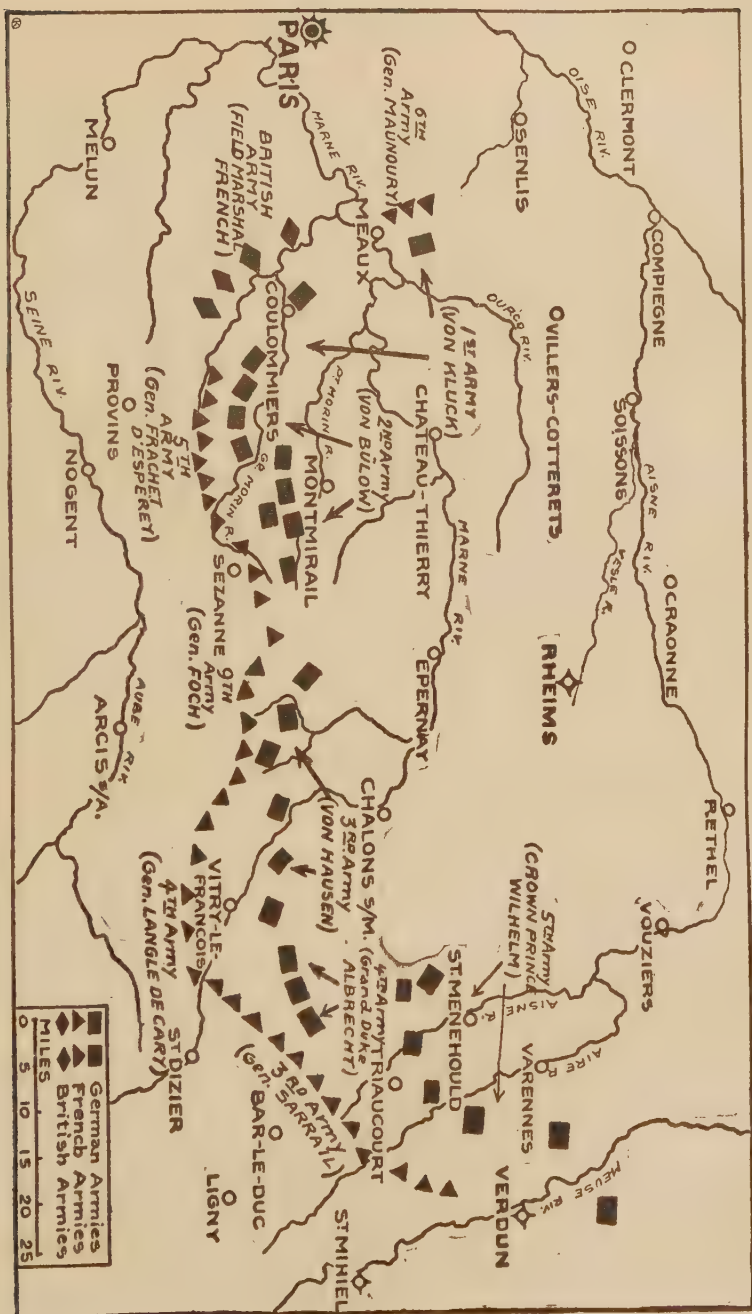 CLERMONT
OISE RIV.
COMPIEGNE
SOISSONS
AISNE RIV.
VESLE R.
CRAONNE
RETHEL
VOUZIERS
SENLIS
VILLERS-COTTERETS
OURCQ RIV.
RHEIMS
6TH
Army
(Gen. MAUNOURY)
MEAUX
1ST ARMY
(VON KLUCK)
CHATEAU-THIERRY
MARNE RIV.
EPERNAY
CHALONS S/M.
5TH Army
(CROWN PRINCE
WILHELM)
ST. MENEHOULD
AISNE R.
VARENNES
AIRE R.
VERDUN
MEUSE RIV.
PARIS
MARNE RIV.
BRITISH
ARMY
(FIELD MARSHAL
FRENCH)
COULOMMIERS
PT. MORIN R.
2ND Army
(VON BÜLOW)
MONTMIRAIL
GR. MORIN R.
3RD Army
(VON HAUSEN)
4TH Army
(Grand Duke
ALBRECHT)
TRIAUCOURT
MELUN
SEINE RIV.
PROVINS
5TH
ARMY
(Gen. FRACHET
D'ESPEREY)
NOGENT
SEZANNE
9TH
Army
(Gen. FOCH)
AUBE RIV.
ARCIS S/A.
VITRY-LE-
FRANCOIS
4TH Army
(Gen. LANGLE DE CARY)
ST DIZIER
3RD Army
(Gen. SARRAIL)
BAR-LE-DUC
LIGNY
ST MIHIEL
German Armies
French Armies
British Armies
MILES
0 5 10 15 20 25